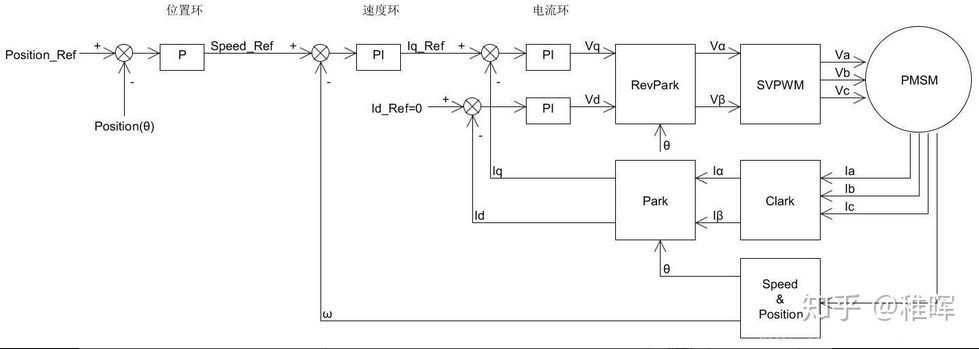 位置环
速度环
电流环
Position_Ref
+
-
P
Speed_Ref
+
-
PI
Iq_Ref
+
-
PI
Vq
Id_Ref=0
+
-
PI
Vd
RevPark
θ
Vα
Vβ
SVPWM
Va
Vb
Vc
PMSM
Position(θ)
Iq
Id
Park
Iα
Iβ
Clark
Ia
Ib
Ic
θ
ω
Speed
&
Position
知乎 @稚晖